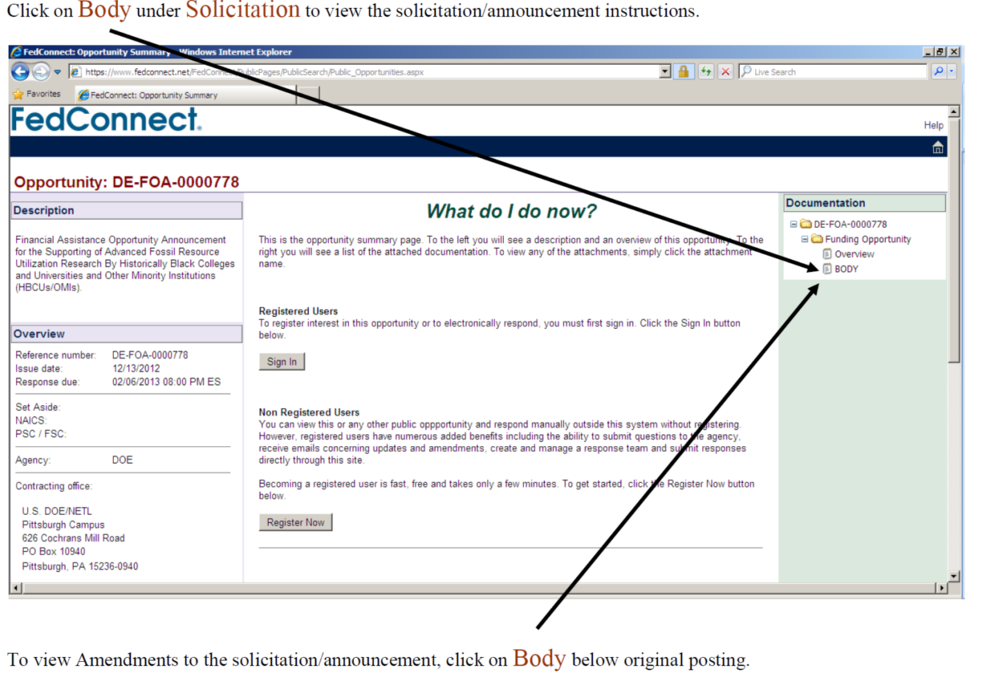 Click on Body under Solicitation to view the solicitation/announcement instructions.
FedConnect: Opportunity Summary - Windows Internet Explorer
https://www.fedconnect.net/FedConnect/PublicPages/PublicSearch/Public_Opportunities.aspx
Live Search
Favorites
FedConnect: Opportunity Summary
FedConnect.
Help
Opportunity: DE-FOA-0000778
Description
Financial Assistance Opportunity Announcement
for the Supporting of Advanced Fossil Resource
Utilization Research By Historically Black Colleges
and Universities and Other Minority Institutions
(HBCUs/OMIs).
Overview
Reference number: DE-FOA-0000778
Issue date: 12/13/2012
Response due: 02/06/2013 08:00 PM ES
Set Aside:
NAICS:
PSC / FSC:
Agency: DOE
Contracting office:
U.S. DOE/NETL
Pittsburgh Campus
626 Cochrans Mill Road
PO Box 10940
Pittsburgh, PA 15236-0940
What do I do now?
This is the opportunity summary page. To the left you will see a description and an overview of this opportunity. To the
right you will see a list of the attached documentation. To view any of the attachments, simply click the attachment
name.
Registered Users
To register interest in this opportunity or to electronically respond, you must first sign in. Click the Sign In button
below.
Sign In
Non Registered Users
You can view this or any other public oppportunity and respond manually outside this system without registering.
However, registered users have numerous added benefits including the ability to submit questions to the agency,
receive emails concerning updates and amendments, create and manage a response team and submit responses
directly through this site.
Becoming a registered user is fast, free and takes only a few minutes. To get started, click the Register Now button
below.
Register Now
Documentation
DE-FOA-0000778
Funding Opportunity
Overview
BODY
To view Amendments to the solicitation/announcement, click on Body below original posting.